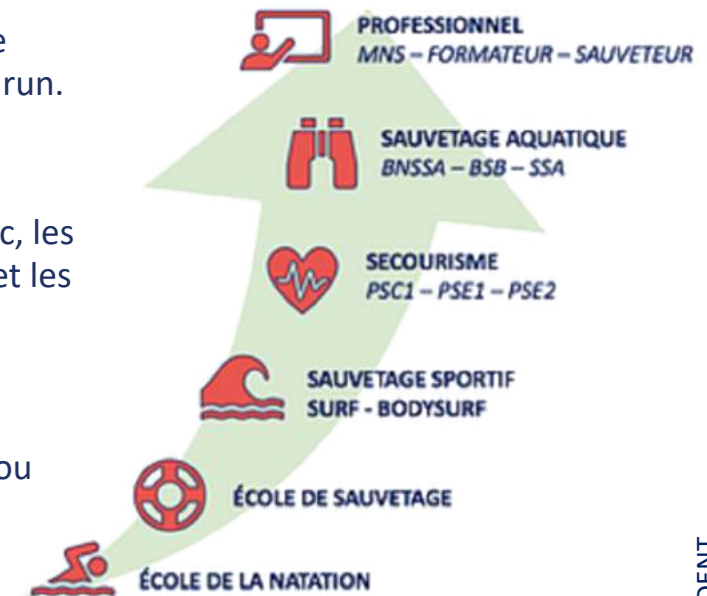 e
run.
c, les
et les
ou
PROFESSIONNEL
MNS – FORMATEUR – SAUVETEUR
SAUVETAGE AQUATIQUE
BNSSA – BSB – SSA
SECOURISME
PSC1 – PSE1 – PSE2
SAUVETAGE SPORTIF
SURF - BODYSURF
ÉCOLE DE SAUVETAGE
ÉCOLE DE LA NATATION
DENT